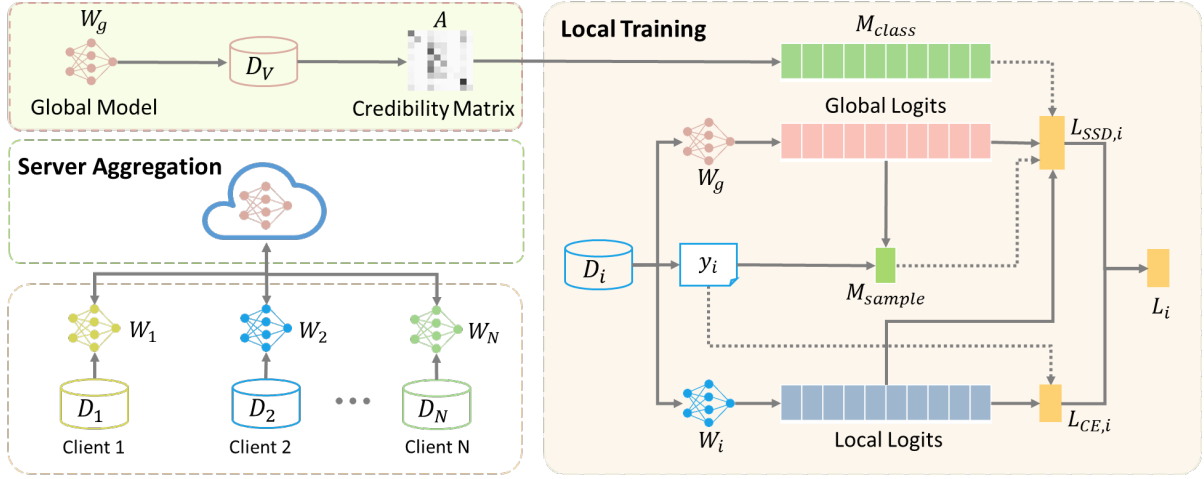 W_g
A
D_V
Global Model
Credibility Matrix
Server Aggregation
W_1
W_2
W_N
D_1
D_2
...
D_N
Client 1
Client 2
Client N
Local Training
M_class
Global Logits
W_g
L_SSD,i
D_i
y_i
M_sample
L_i
W_i
Local Logits
L_CE,i